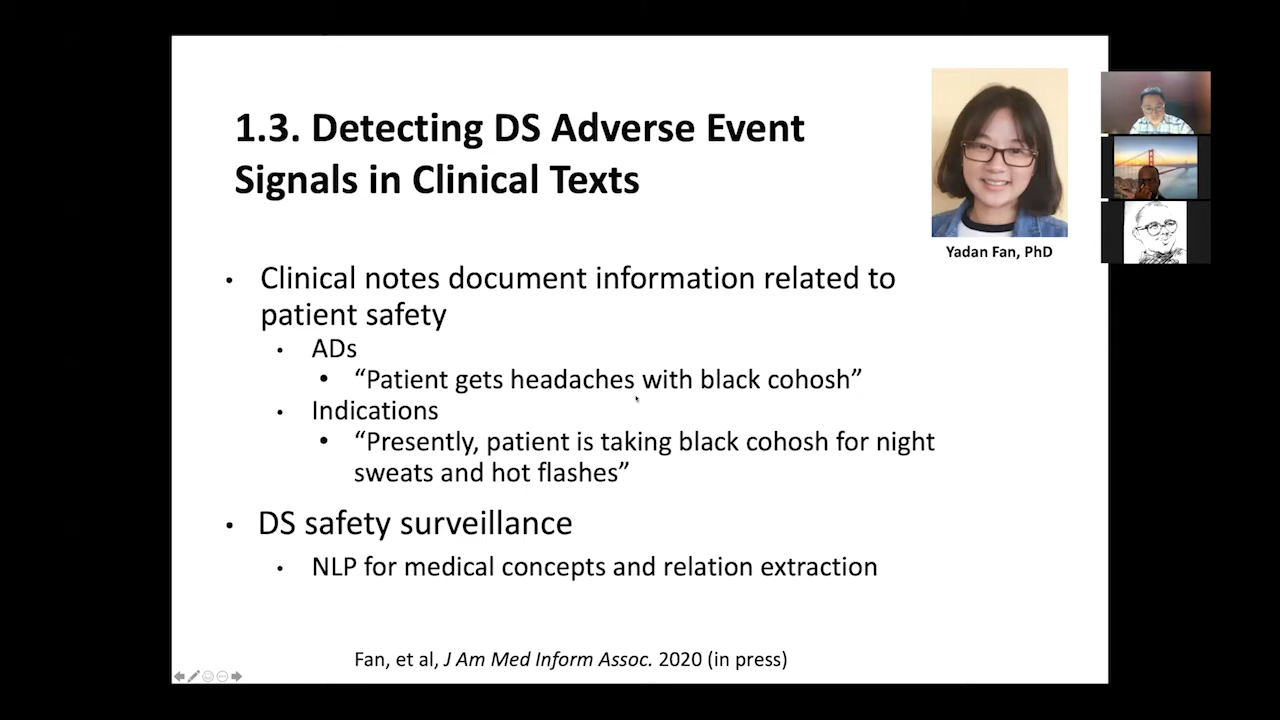 1.3. Detecting DS Adverse Event
Signals in Clinical Texts
Yadan Fan, PhD
• Clinical notes document information related to
patient safety
• ADs
• “Patient gets headaches with black cohosh”
• Indications
• “Presently, patient is taking black cohosh for night
sweats and hot flashes”
• DS safety surveillance
• NLP for medical concepts and relation extraction
Fan, et al, J Am Med Inform Assoc. 2020 (in press)